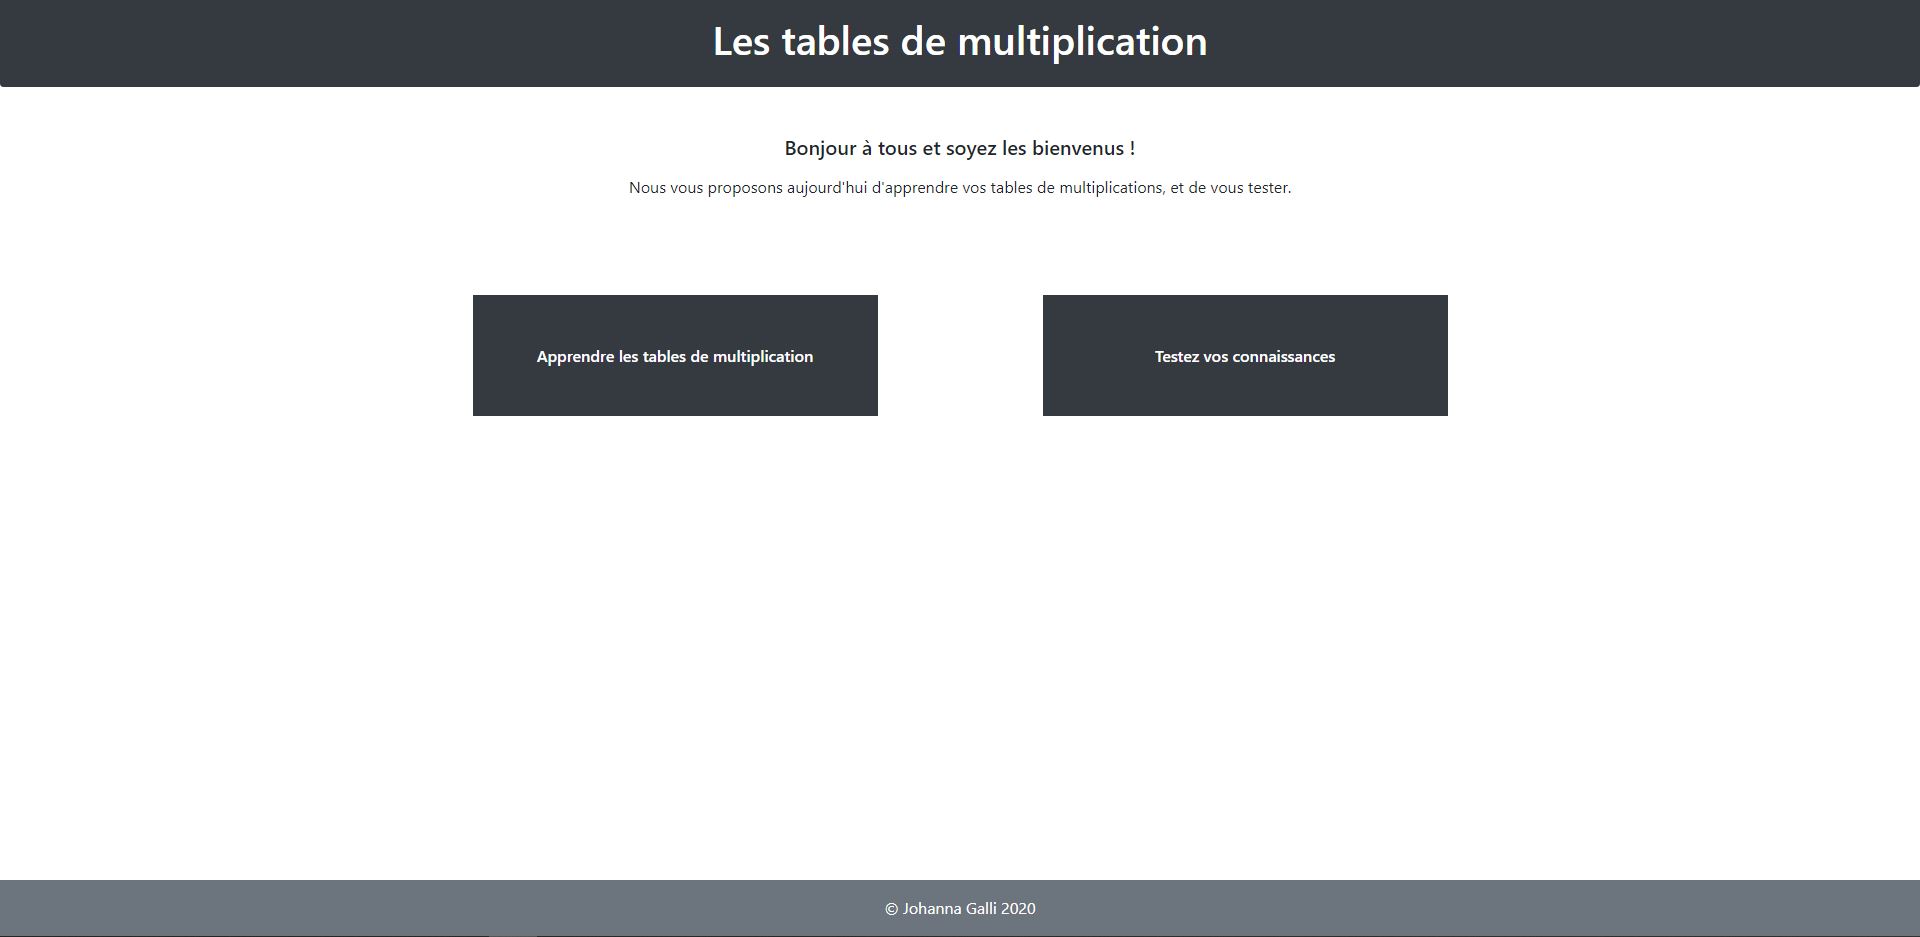 Les tables de multiplication
Bonjour à tous et soyez les bienvenus !
Nous vous proposons aujourd'hui d'apprendre vos tables de multiplications, et de vous tester.
Apprendre les tables de multiplication
Testez vos connaissances
© Johanna Galli 2020